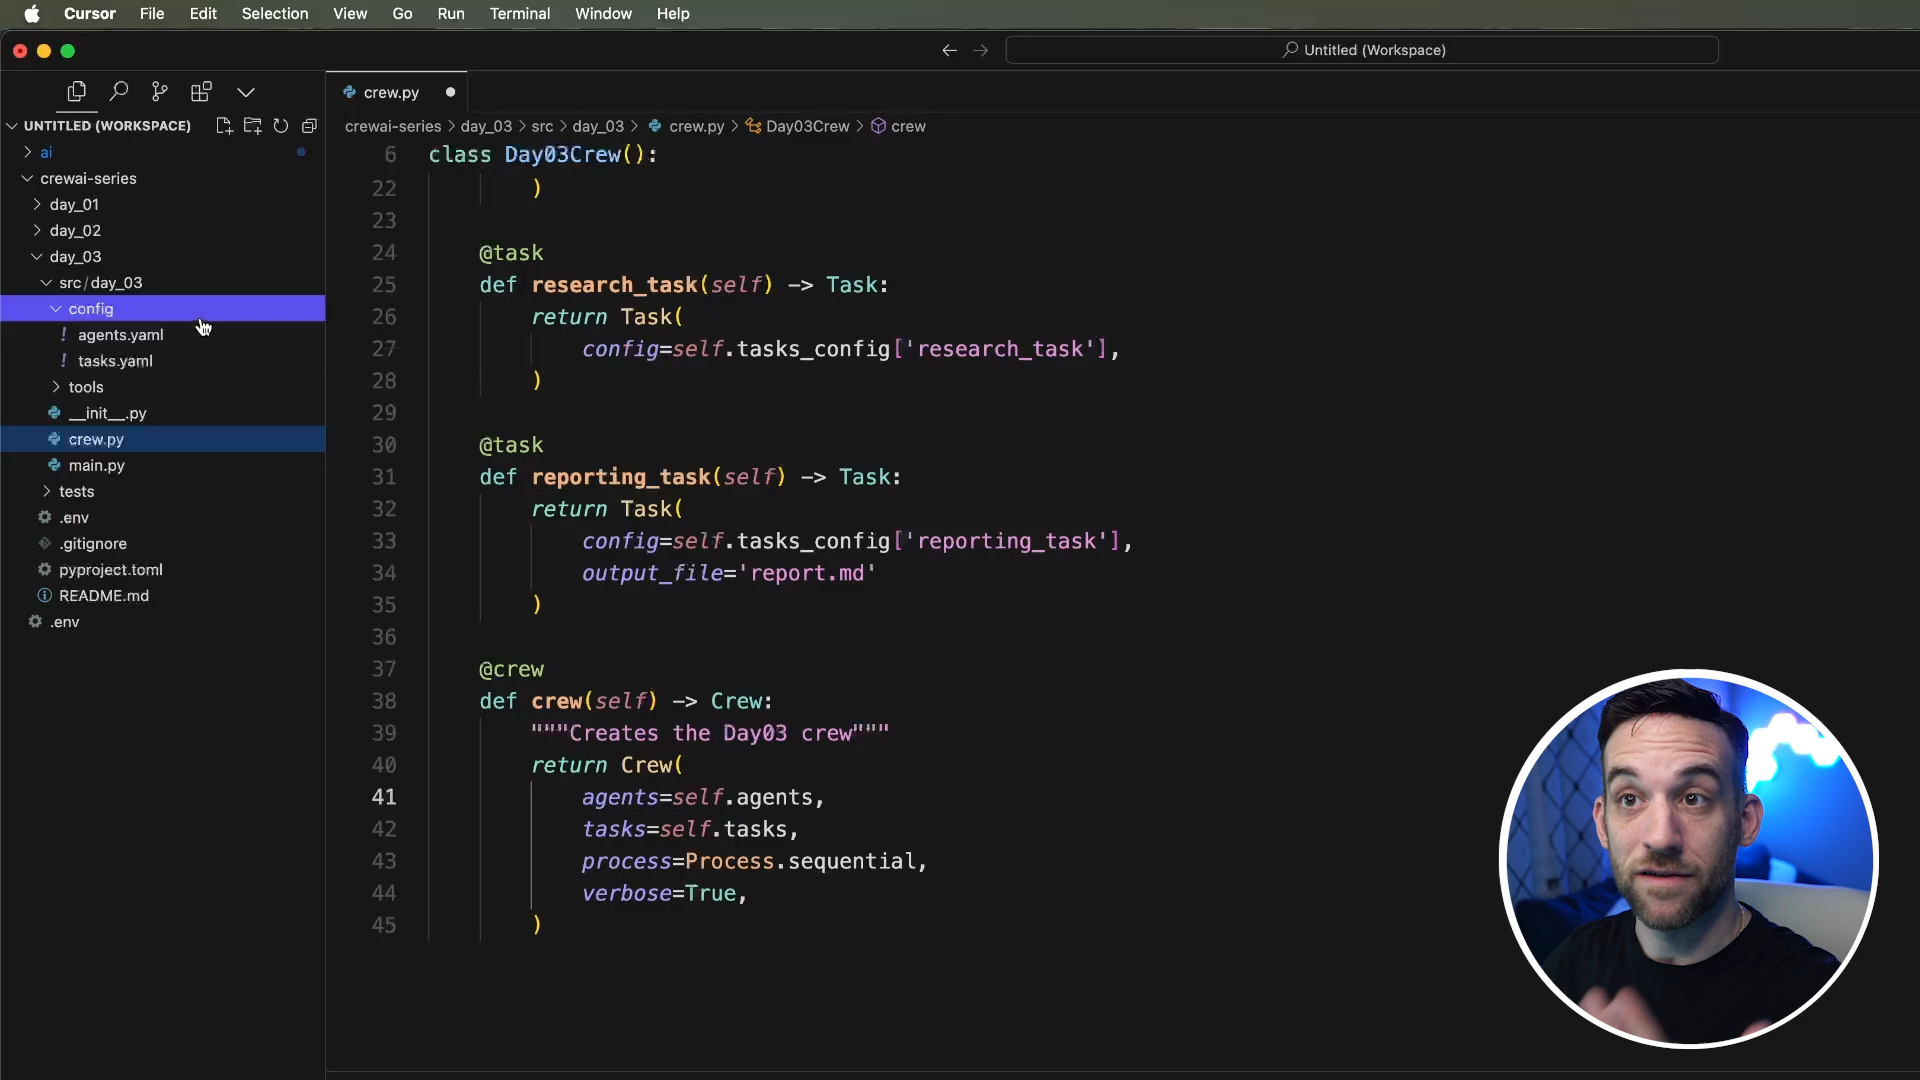 Cursor File Edit Selection View Go Run Terminal Window Help
Untitled (Workspace)
crew.py
UNTITLED (WORKSPACE)
crewai-series > day_03 > src > day_03 > crew.py > Day03Crew > crew
ai
crewai-series
day_01
day_02
day_03
src/day_03
config
agents.yaml
tasks.yaml
tools
__init__.py
crew.py
main.py
tests
.env
.gitignore
pyproject.toml
README.md
.env
6 class Day03Crew():
22 )
23
24 @task
25 def research_task(self) -> Task:
26 return Task(
27 config=self.tasks_config['research_task'],
28 )
29
30 @task
31 def reporting_task(self) -> Task:
32 return Task(
33 config=self.tasks_config['reporting_task'],
34 output_file='report.md'
35 )
36
37 @crew
38 def crew(self) -> Crew:
39 """Creates the Day03 crew"""
40 return Crew(
41 agents=self.agents,
42 tasks=self.tasks,
43 process=Process.sequential,
44 verbose=True,
45 )